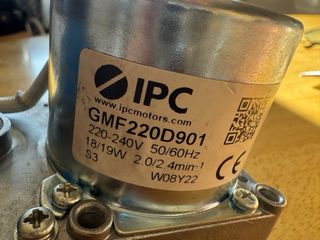 IPC
www.ipcmotors.com
GMF220D901
220-240V 50/60Hz
18/19W 2.0/2.4min-1
S3
W08Y22
CE